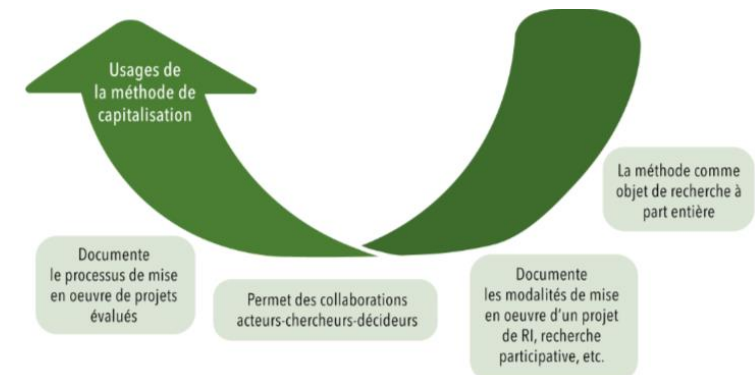 Usages de
la méthode de
capitalisation
La méthode comme
objet de recherche à
part entière
Documente
le processus de mise
en oeuvre de projets
évalués
Permet des collaborations
acteurs-chercheurs-décideurs
Documente
les modalités de mise
en oeuvre d'un projet
de RI, recherche
participative, etc.